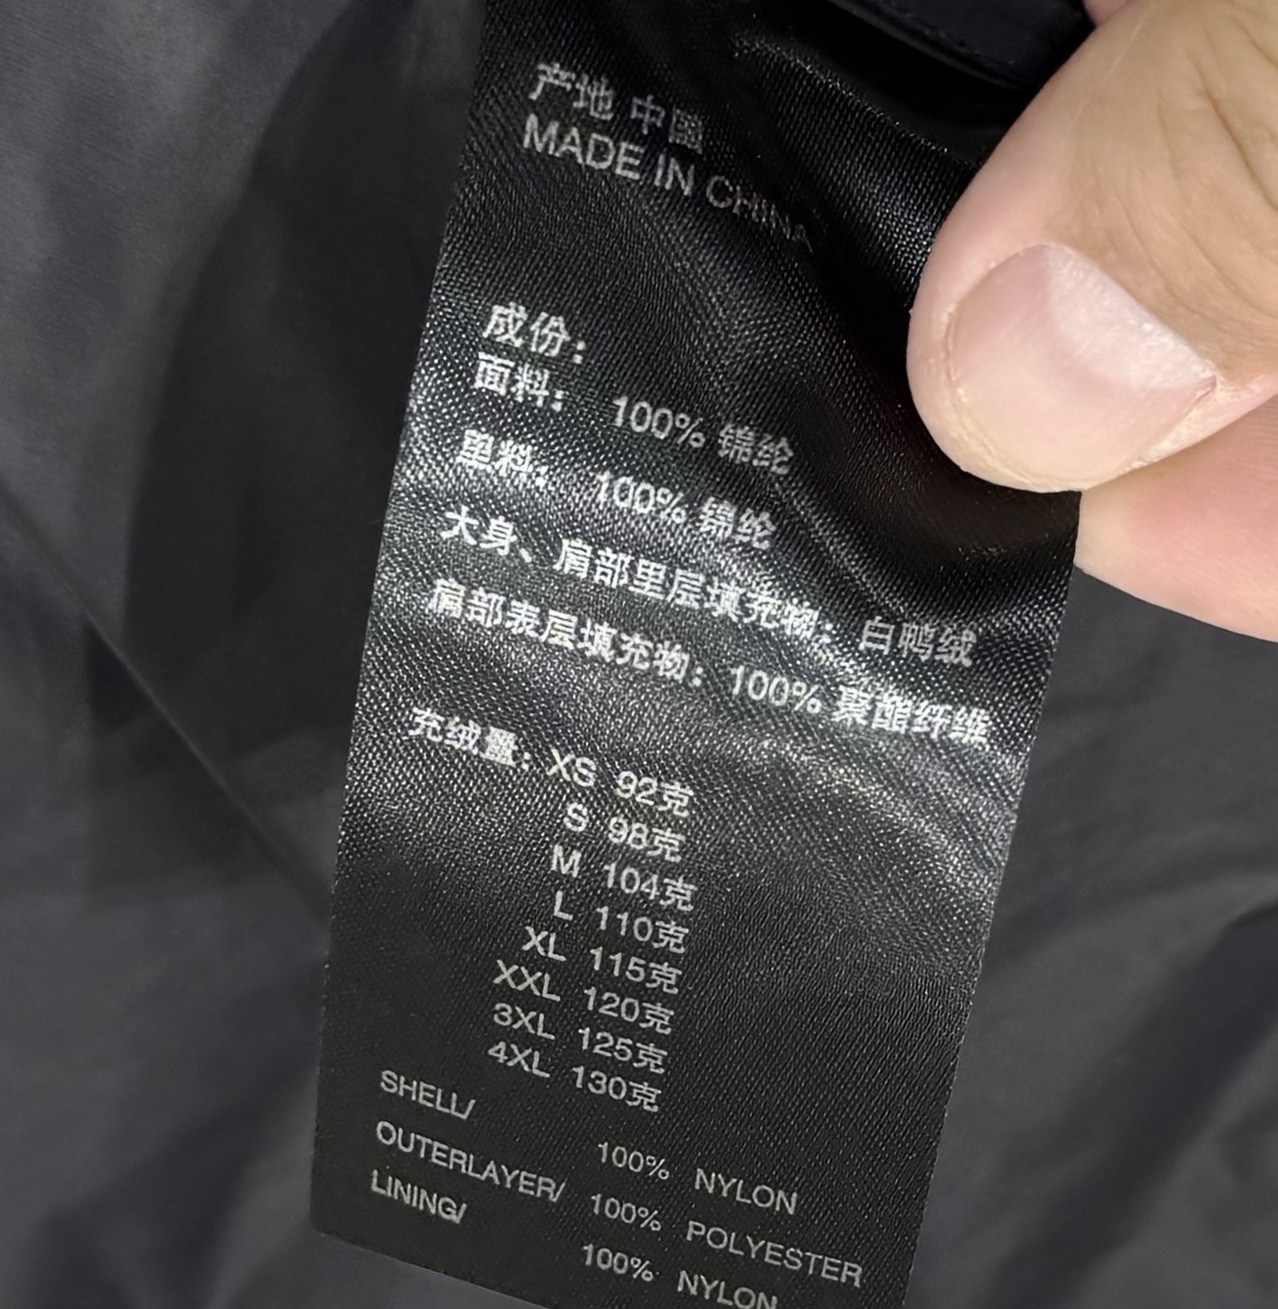 产地 中國
MADE IN CHINA
成份：
面料： 100% 锦纶
里料： 100% 锦纶
大身、肩部里层填充物：白鸭绒
肩部表层填充物：100% 聚酯纤维
充绒量：XS 92克
S 98克
M 104克
L 110克
XL 115克
XXL 120克
3XL 125克
4XL 130克
SHELL/ 100% NYLON
OUTERLAYER/ 100% POLYESTER
LINING/ 100% NYLON